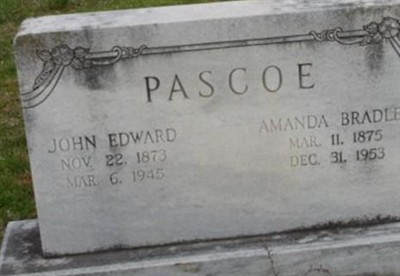 PASCOE
JOHN EDWARD
NOV. 22, 1873
MAR. 6, 1945
AMANDA BRADLE
MAR. 11, 1875
DEC. 31, 1953